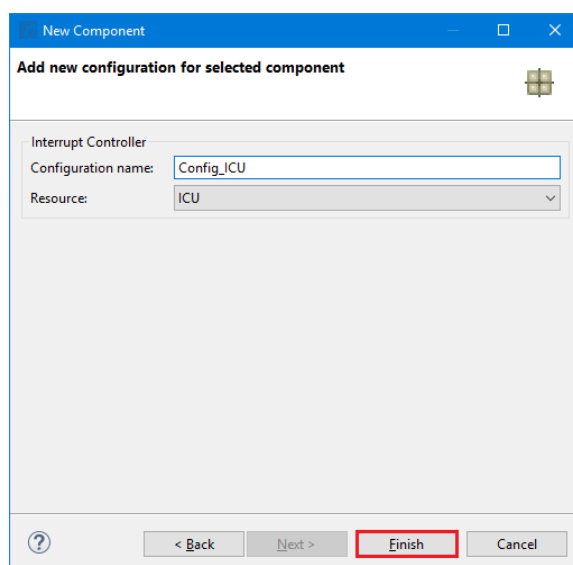 New Component
Add new configuration for selected component
Interrupt Controller
Configuration name: Config_ICU
Resource: ICU
? < Back Next > Finish Cancel